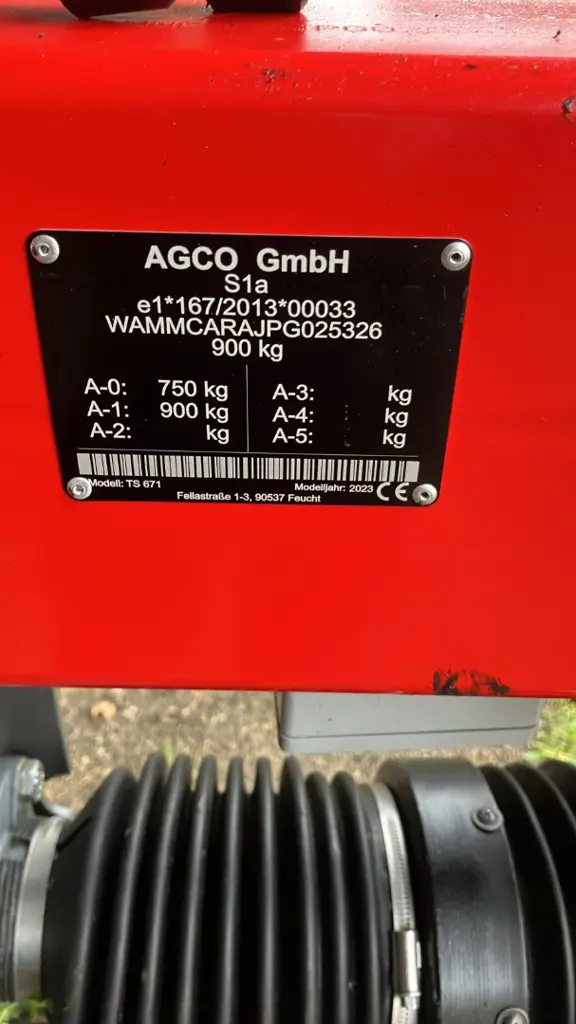 AGCO GmbH
S1a
e1*167/2013*00033
WAMMCARAJPG025326
900 kg
A-0: 750 kg
A-1: 900 kg
A-2: kg
A-3: kg
A-4: kg
A-5: kg
Modell: TS 671
Modelljahr: 2023 CE
Fellastraße 1-3, 90537 Feucht